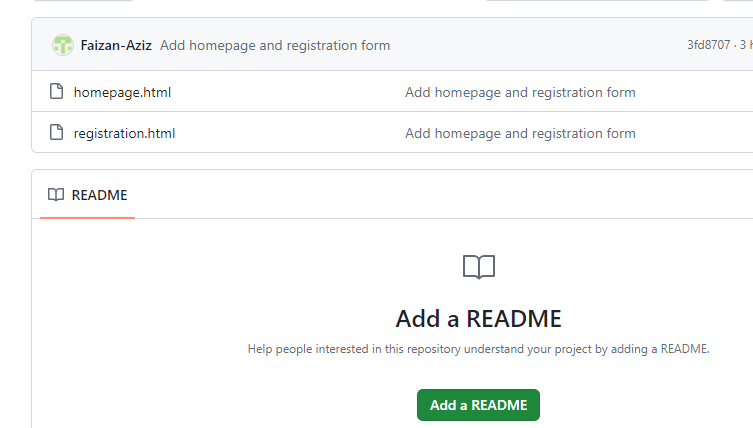 Faizan-Aziz Add homepage and registration form 3fd8707 · 3
homepage.html Add homepage and registration form
registration.html Add homepage and registration form
README
Add a README
Help people interested in this repository understand your project by adding a README.
Add a README